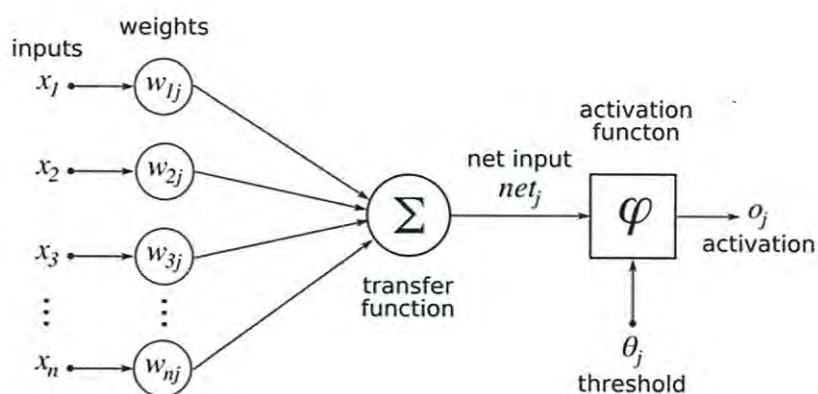 inputs
weights
x₁
w₁ⱼ
x₂
w₂ⱼ
x₃
w₃ⱼ
⋮
⋮
xₙ
wₙⱼ
Σ
transfer
function
net input
netⱼ
activation
functon
φ
oⱼ
activation
θⱼ
threshold